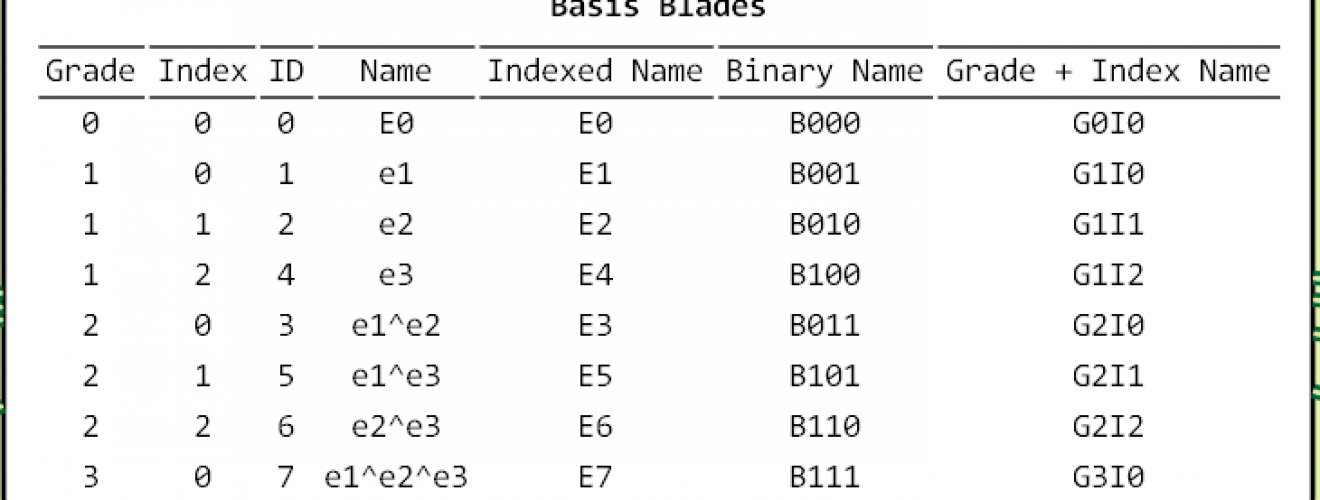 Basis Blades
Grade Index ID Name Indexed Name Binary Name Grade + Index Name
0 0 0 E0 E0 B000 G0I0
1 0 1 e1 E1 B001 G1I0
1 1 2 e2 E2 B010 G1I1
1 2 4 e3 E4 B100 G1I2
2 0 3 e1^e2 E3 B011 G2I0
2 1 5 e1^e3 E5 B101 G2I1
2 2 6 e2^e3 E6 B110 G2I2
3 0 7 e1^e2^e3 E7 B111 G3I0